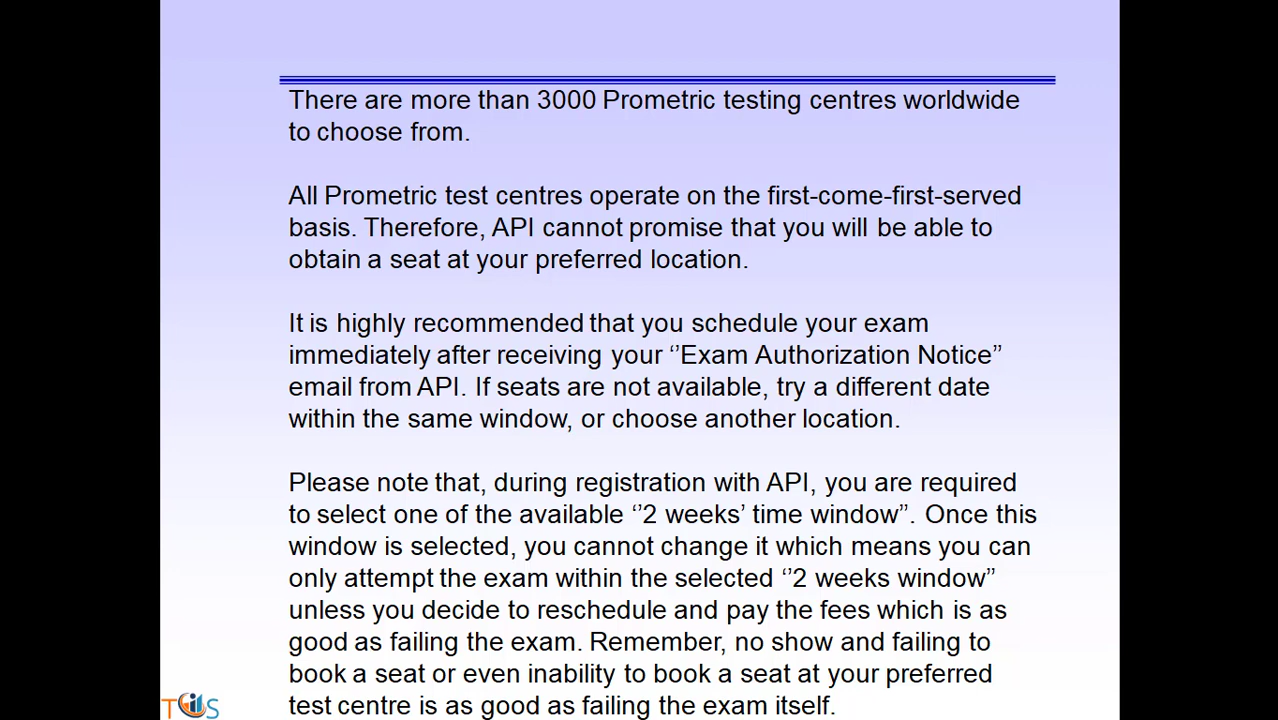 There are more than 3000 Prometric testing centres worldwide
to choose from.
All Prometric test centres operate on the first-come-first-served
basis. Therefore, API cannot promise that you will be able to
obtain a seat at your preferred location.
It is highly recommended that you schedule your exam
immediately after receiving your ‘’Exam Authorization Notice’’
email from API. If seats are not available, try a different date
within the same window, or choose another location.
Please note that, during registration with API, you are required
to select one of the available ‘’2 weeks’ time window’’. Once this
window is selected, you cannot change it which means you can
only attempt the exam within the selected ‘’2 weeks window’’
unless you decide to reschedule and pay the fees which is as
good as failing the exam. Remember, no show and failing to
book a seat or even inability to book a seat at your preferred
test centre is as good as failing the exam itself.